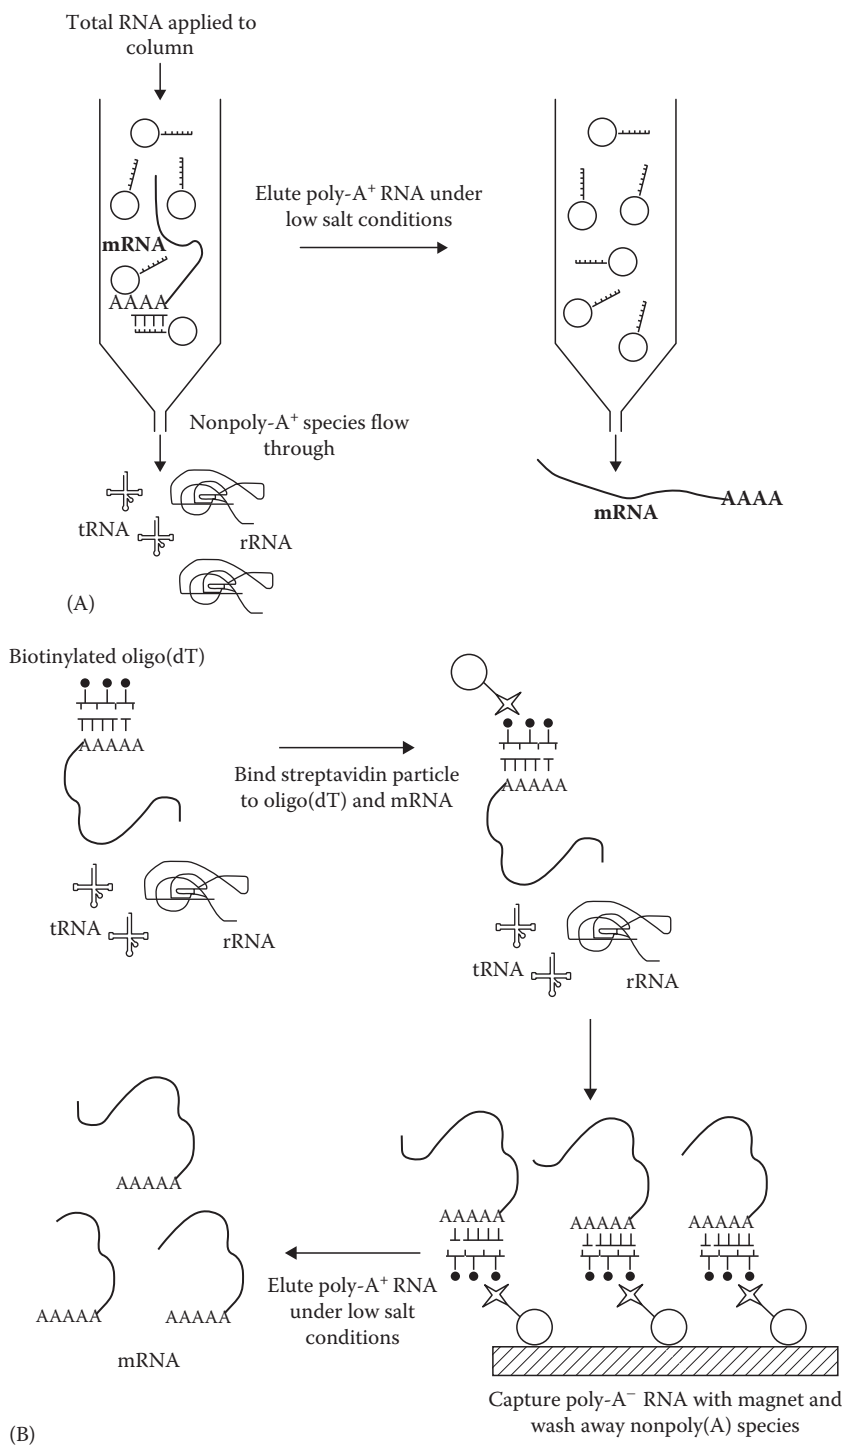 Total RNA applied to
column
Elute poly-A⁺ RNA under
low salt conditions
mRNA
AAAA
Nonpoly-A⁺ species flow
through
tRNA
rRNA
mRNA
AAAA
(A)
Biotinylated oligo(dT)
AAAAA
Bind streptavidin particle
to oligo(dT) and mRNA
AAAAA
tRNA
rRNA
tRNA
rRNA
AAAAA
AAAAA
AAAAA
AAAAA
AAAAA
AAAAA
Elute poly-A⁺ RNA
under low salt
conditions
mRNA
Capture poly-A⁻ RNA with magnet and
wash away nonpoly(A) species
(B)